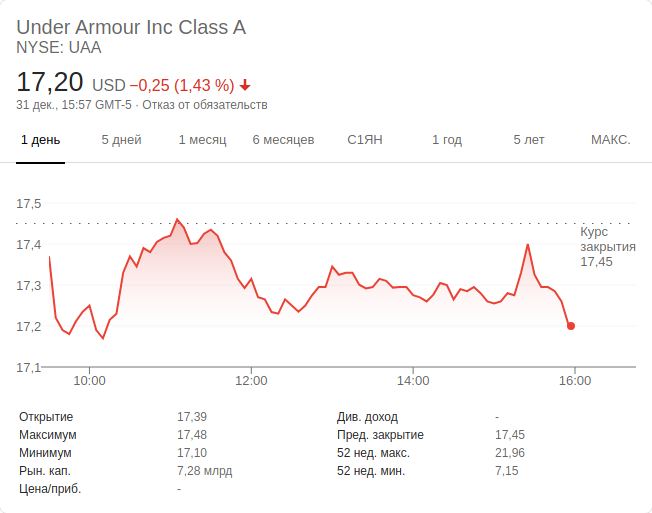 Under Armour Inc Class A
NYSE: UAA
17,20 USD −0,25 (1,43 %)
31 дек., 15:57 GMT-5 · Отказ от обязательств
1 день 5 дней 1 месяц 6 месяцев С1ЯН 1 год 5 лет МАКС.
17,5
17,4
17,3
17,2
17,1
Курс
закрытия
17,45
10:00 12:00 14:00 16:00
Открытие 17,39 Див. доход -
Максимум 17,48 Пред. закрытие 17,45
Минимум 17,10 52 нед. макс. 21,96
Рын. кап. 7,28 млрд 52 нед. мин. 7,15
Цена/приб. -